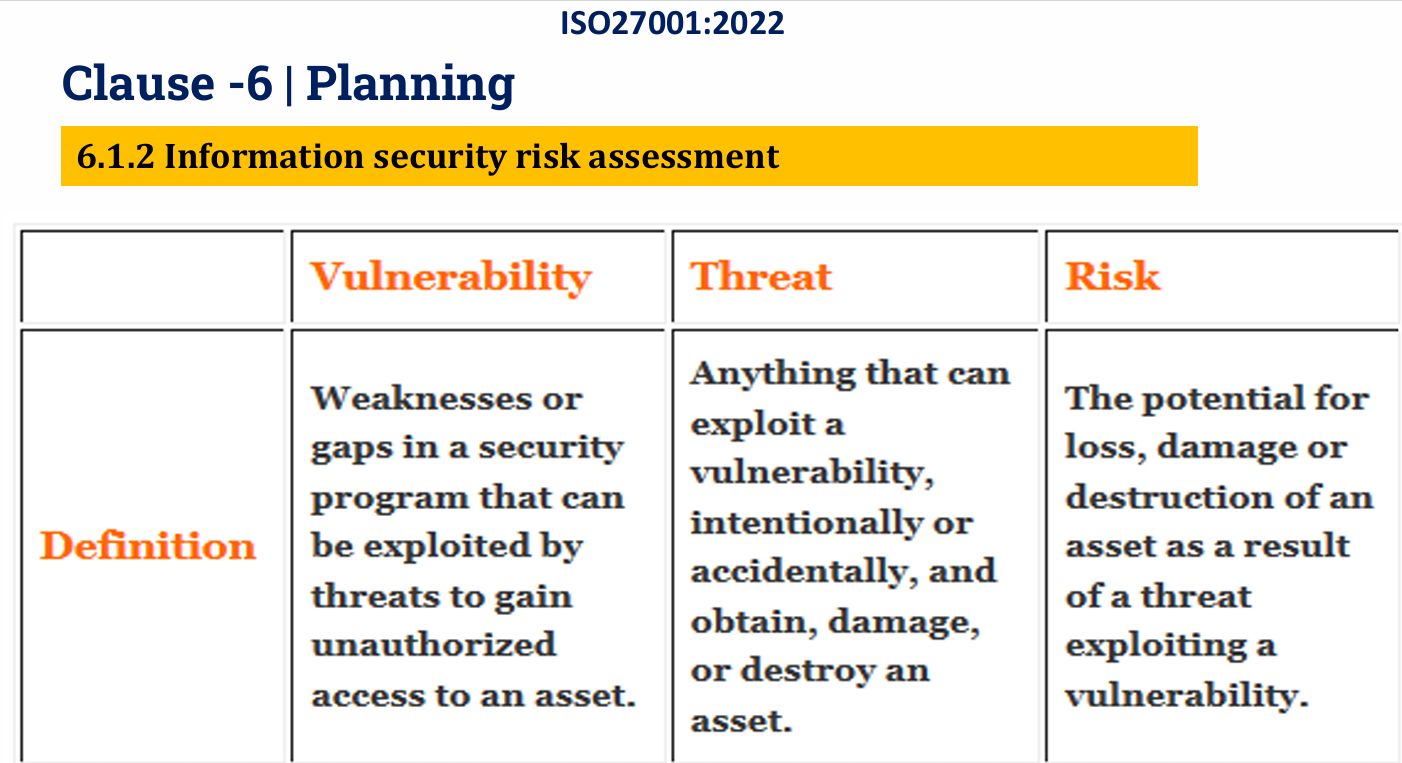 ISO27001:2022
Clause -6 | Planning
6.1.2 Information security risk assessment
Vulnerability
Threat
Risk
Definition
Weaknesses or
gaps in a security
program that can
be exploited by
threats to gain
unauthorized
access to an asset.
Anything that can
exploit a
vulnerability,
intentionally or
accidentally, and
obtain, damage,
or destroy an
asset.
The potential for
loss, damage or
destruction of an
asset as a result
of a threat
exploiting a
vulnerability.